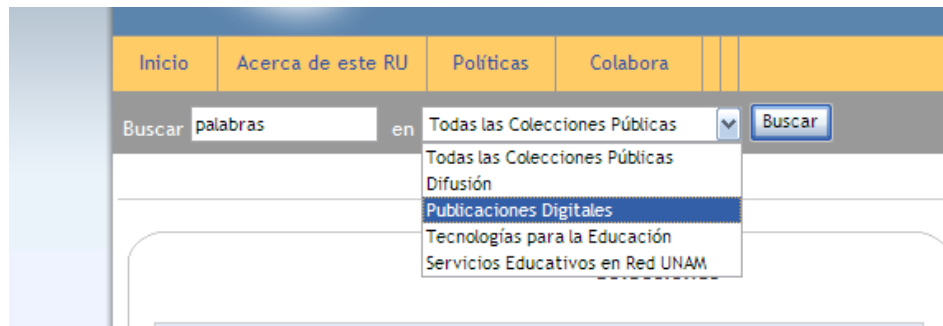 Inicio Acerca de este RU Políticas Colabora
Buscar palabras en Todas las Colecciones Públicas Buscar
Todas las Colecciones Públicas
Difusión
Publicaciones Digitales
Tecnologías para la Educación
Servicios Educativos en Red UNAM